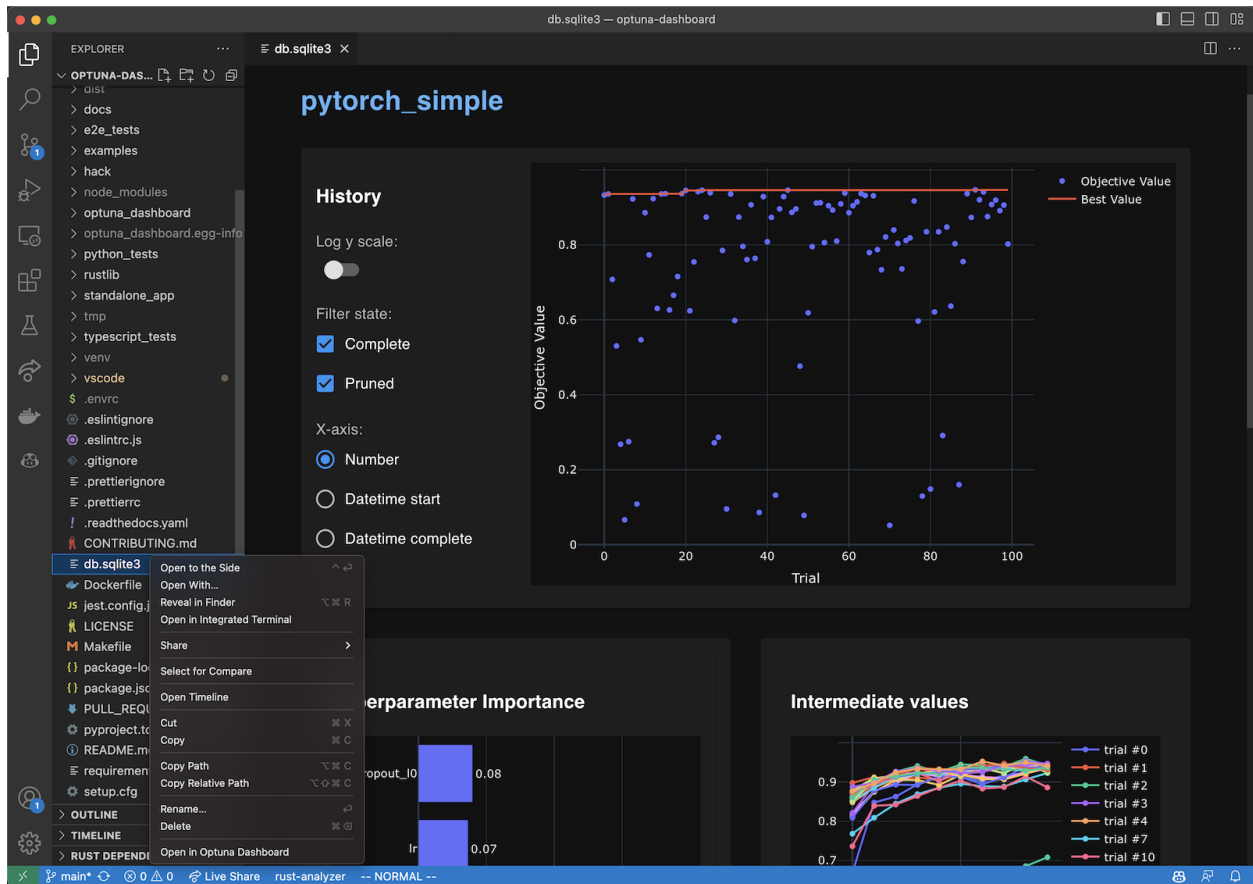 db.sqlite3 — optuna-dashboard
EXPLORER
OPTUNA-DAS...
dist
docs
e2e_tests
examples
hack
node_modules
optuna_dashboard
optuna_dashboard.egg-info
python_tests
rustlib
standalone_app
tmp
typescript_tests
venv
vscode
$ .envrc
.eslintignore
.eslintrc.js
.gitignore
.prettierignore
.prettierrc
! .readthedocs.yaml
CONTRIBUTING.md
db.sqlite3
Dockerfile
JS jest.config.j
LICENSE
Makefile
{} package-lo
{} package.jso
PULL_REQU
pyproject.to
README.m
requiremen
setup.cfg
OUTLINE
TIMELINE
RUST DEPENDE
1
1
Open to the Side ^⏎
Open With...
Reveal in Finder ⌥⌘ R
Open in Integrated Terminal
Share
Select for Compare
Open Timeline
Cut ⌘ X
Copy ⌘ C
Copy Path ⌥⌘ C
Copy Relative Path ⌥⇧⌘ C
Rename... ⏎
Delete ⌘⌫
Open in Optuna Dashboard
db.sqlite3
pytorch_simple
History
Log y scale:
Filter state:
Complete
Pruned
X-axis:
Number
Datetime start
Datetime complete
Objective Value
Best Value
Objective Value
0.8
0.6
0.4
0.2
0
0 20 40 60 80 100
Trial
perparameter Importance
ropout_l0 0.08
lr 0.07
Intermediate values
0.9
0.8
0.7
trial #0
trial #1
trial #2
trial #3
trial #4
trial #7
trial #10
main* 0 0 Live Share rust-analyzer -- NORMAL --